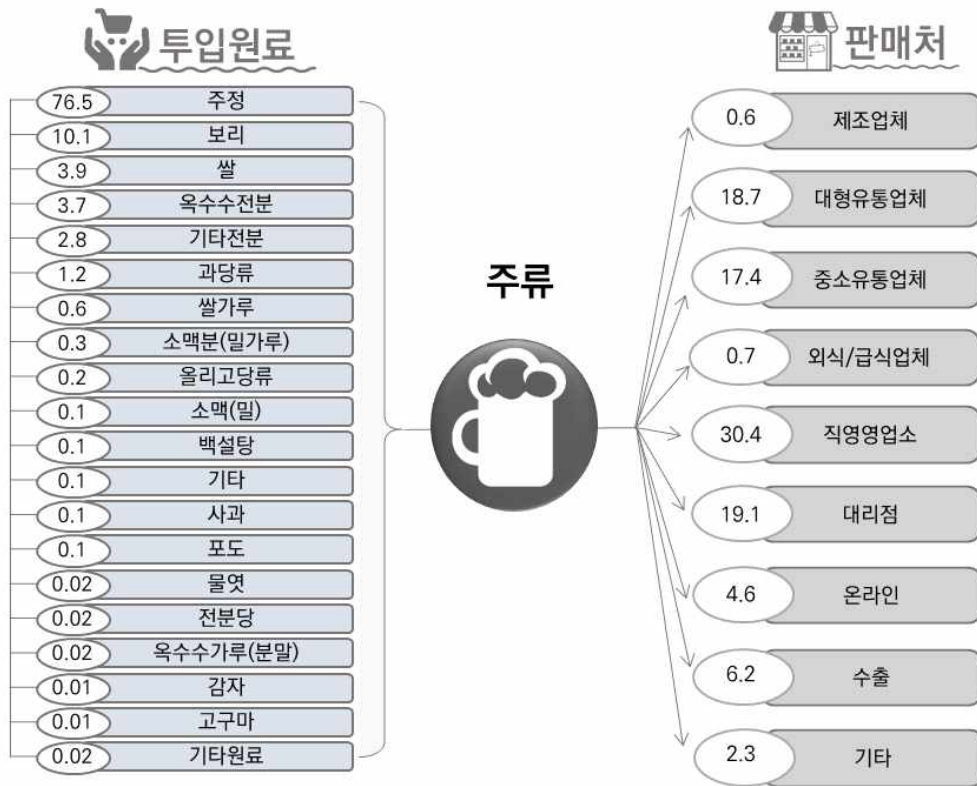 투입원료
76.5 주정
10.1 보리
3.9 쌀
3.7 옥수수전분
2.8 기타전분
1.2 과당류
0.6 쌀가루
0.3 소맥분(밀가루)
0.2 올리고당류
0.1 소맥(밀)
0.1 백설탕
0.1 기타
0.1 사과
0.1 포도
0.02 물엿
0.02 전분당
0.02 옥수수가루(분말)
0.01 감자
0.01 고구마
0.02 기타원료
주류
판매처
0.6 제조업체
18.7 대형유통업체
17.4 중소유통업체
0.7 외식/급식업체
30.4 직영영업소
19.1 대리점
4.6 온라인
6.2 수출
2.3 기타